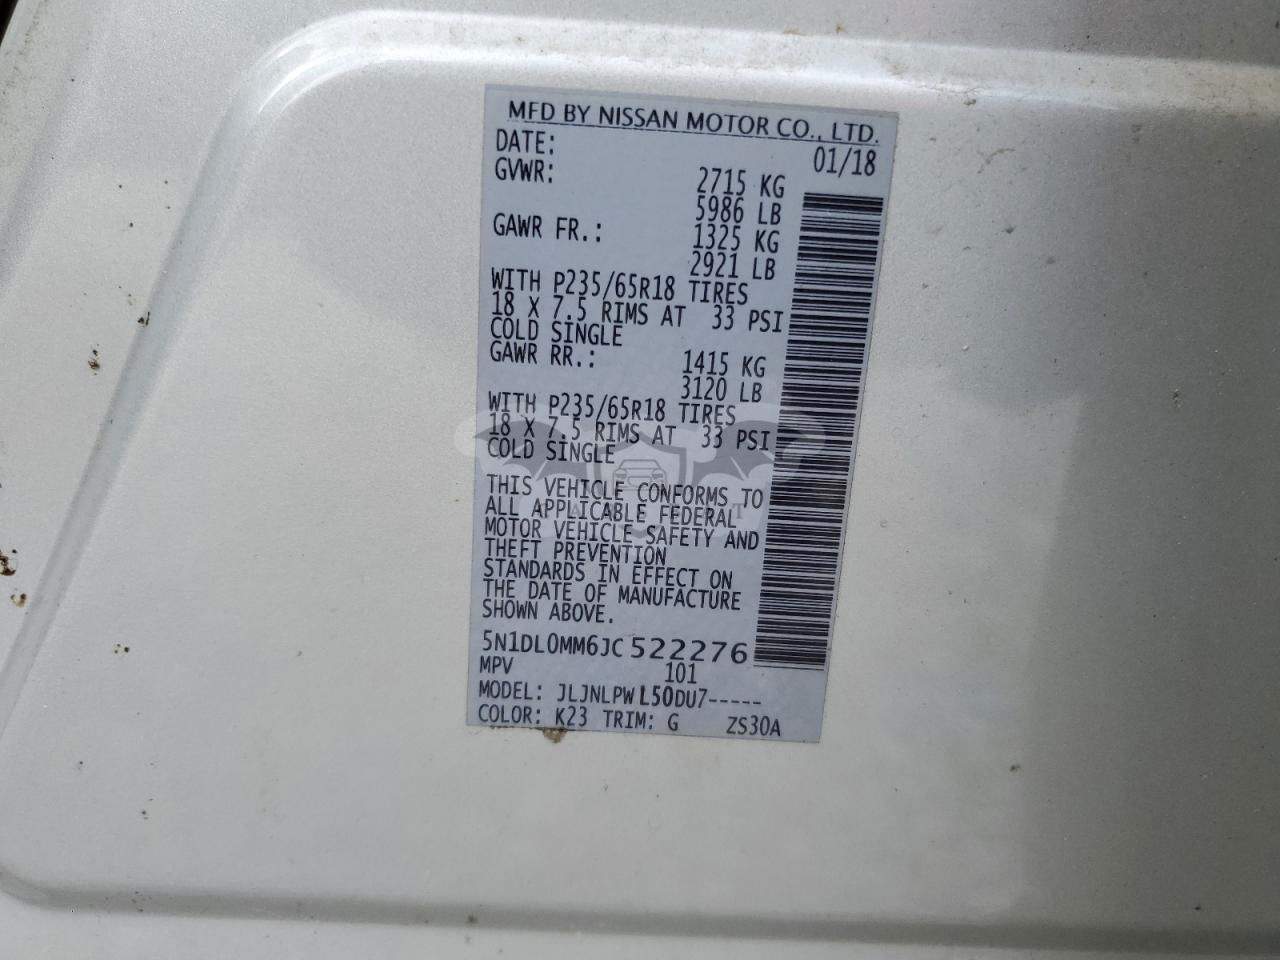 MFD BY NISSAN MOTOR CO., LTD.
DATE: 01/18
GVWR: 2715 KG
5986 LB
GAWR FR.: 1325 KG
2921 LB
WITH P235/65R18 TIRES
18 X 7.5 RIMS AT 33 PSI
COLD SINGLE
GAWR RR.: 1415 KG
3120 LB
WITH P235/65R18 TIRES
18 X 7.5 RIMS AT 33 PSI
COLD SINGLE
THIS VEHICLE CONFORMS TO
ALL APPLICABLE FEDERAL
MOTOR VEHICLE SAFETY AND
THEFT PREVENTION
STANDARDS IN EFFECT ON
THE DATE OF MANUFACTURE
SHOWN ABOVE.
5N1DL0MM6JC522276
MPV 101
MODEL: JLJNLPWL50DU7-----
COLOR: K23 TRIM: G ZS30A